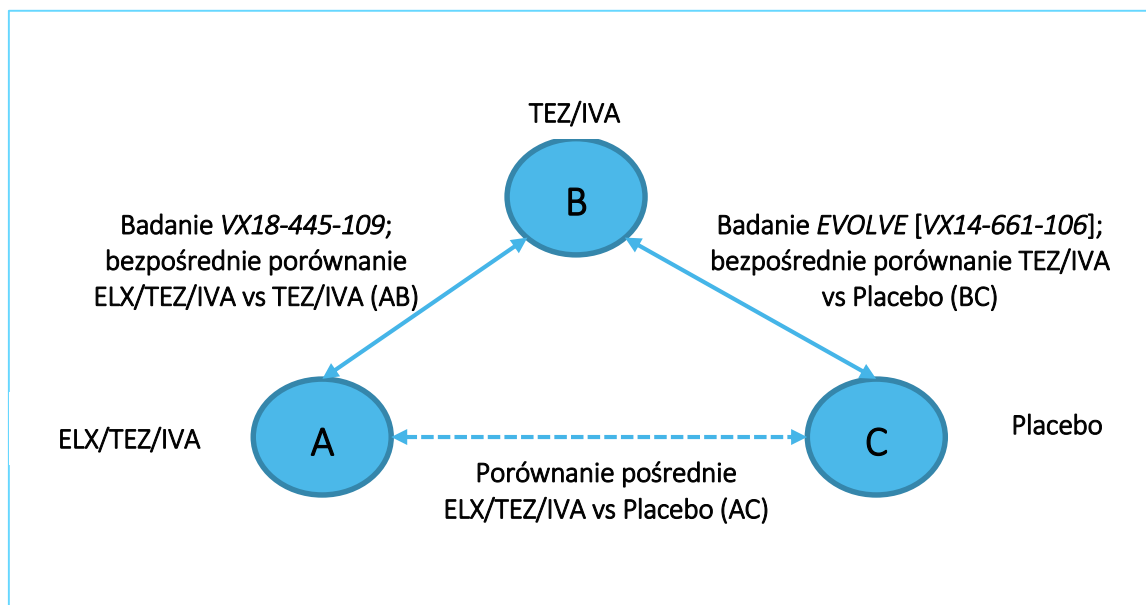 TEZ/IVA
B
Badanie VX18-445-109;
bezpośrednie porównanie
ELX/TEZ/IVA vs TEZ/IVA (AB)
Badanie EVOLVE [VX14-661-106];
bezpośrednie porównanie TEZ/IVA
vs Placebo (BC)
ELX/TEZ/IVA
A
C
Placebo
Porównanie pośrednie
ELX/TEZ/IVA vs Placebo (AC)